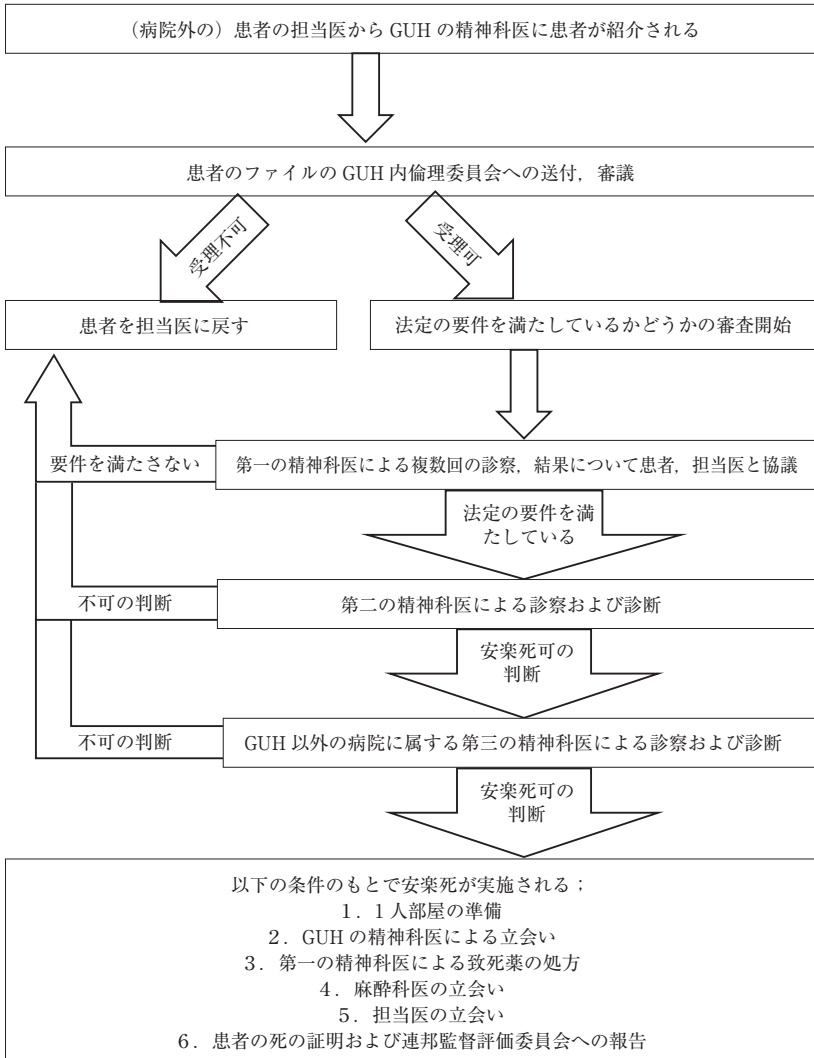 （病院外の）患者の担当医から GUH の精神科医に患者が紹介される
患者のファイルの GUH 内倫理委員会への送付，審議
受理不可
受理可
患者を担当医に戻す
法定の要件を満たしているかどうかの審査開始
要件を満たさない
第一の精神科医による複数回の診察，結果について患者，担当医と協議
法定の要件を満
たしている
不可の判断
第二の精神科医による診察および診断
安楽死可の
判断
不可の判断
GUH 以外の病院に属する第三の精神科医による診察および診断
安楽死可の
判断
以下の条件のもとで安楽死が実施される；
１．１人部屋の準備
２．GUH の精神科医による立会い
３．第一の精神科医による致死薬の処方
４．麻酔科医の立会い
５．担当医の立会い
６．患者の死の証明および連邦監督評価委員会への報告